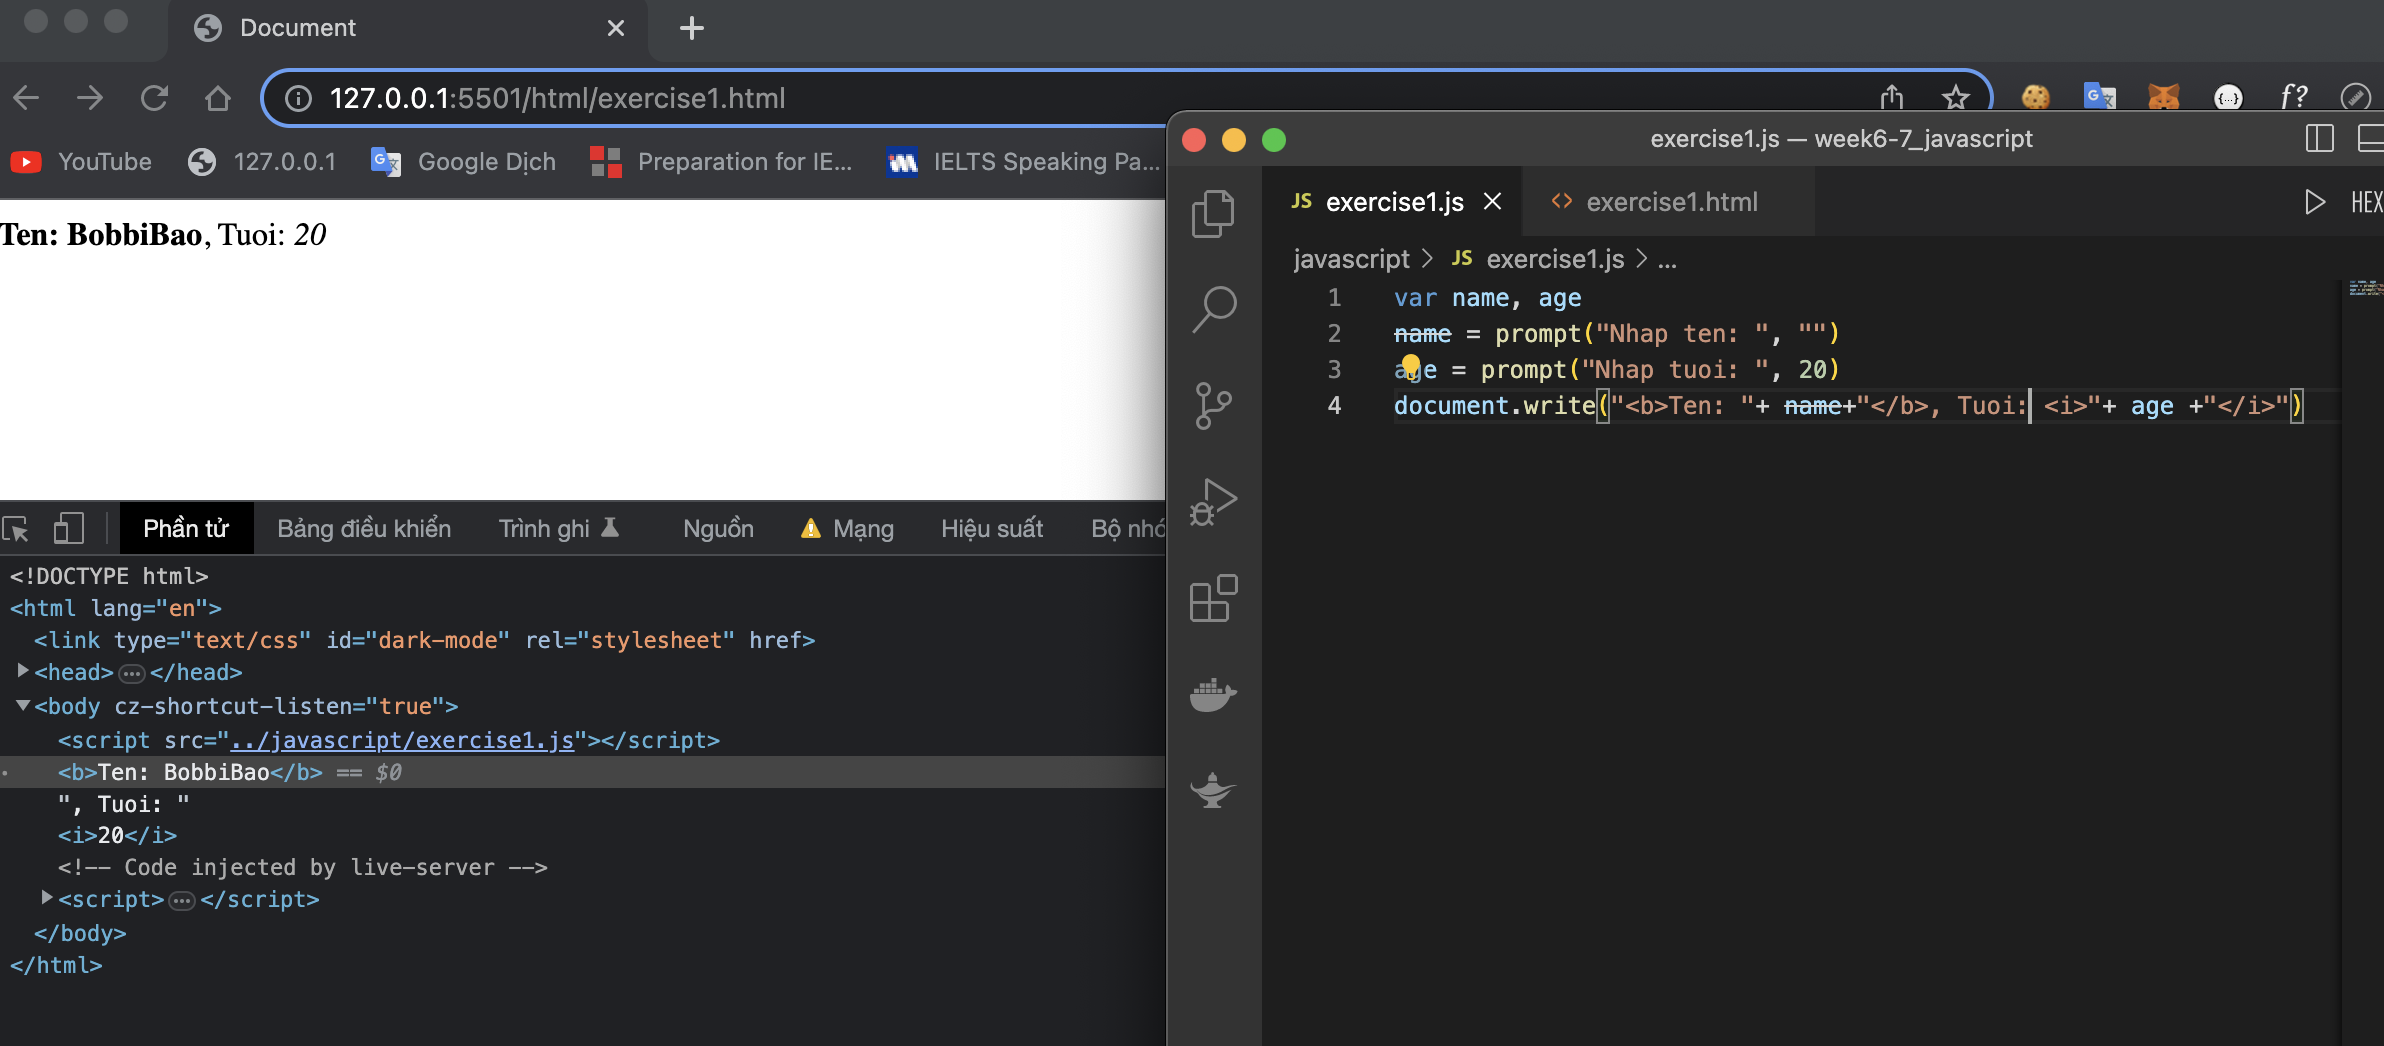 Document
127.0.0.1:5501/html/exercise1.html
YouTube 127.0.0.1 Google Dịch Preparation for IE... IELTS Speaking Pa...
Ten: BobbiBao, Tuoi: 20
Phần tử Bảng điều khiển Trình ghi Nguồn Mạng Hiệu suất Bộ nhớ
<!DOCTYPE html>
<html lang="en">
<link type="text/css" id="dark-mode" rel="stylesheet" href>
<head>…</head>
<body cz-shortcut-listen="true">
<script src="../javascript/exercise1.js"></script>
<b>Ten: BobbiBao</b> == $0
", Tuoi: "
<i>20</i>
<!-- Code injected by live-server -->
<script>…</script>
</body>
</html>
exercise1.js — week6-7_javascript
JS exercise1.js exercise1.html HEX
javascript > JS exercise1.js > ...
1 var name, age
2 name = prompt("Nhap ten: ", "")
3 age = prompt("Nhap tuoi: ", 20)
4 document.write("<b>Ten: "+ name+"</b>, Tuoi: <i>"+ age +"</i>")